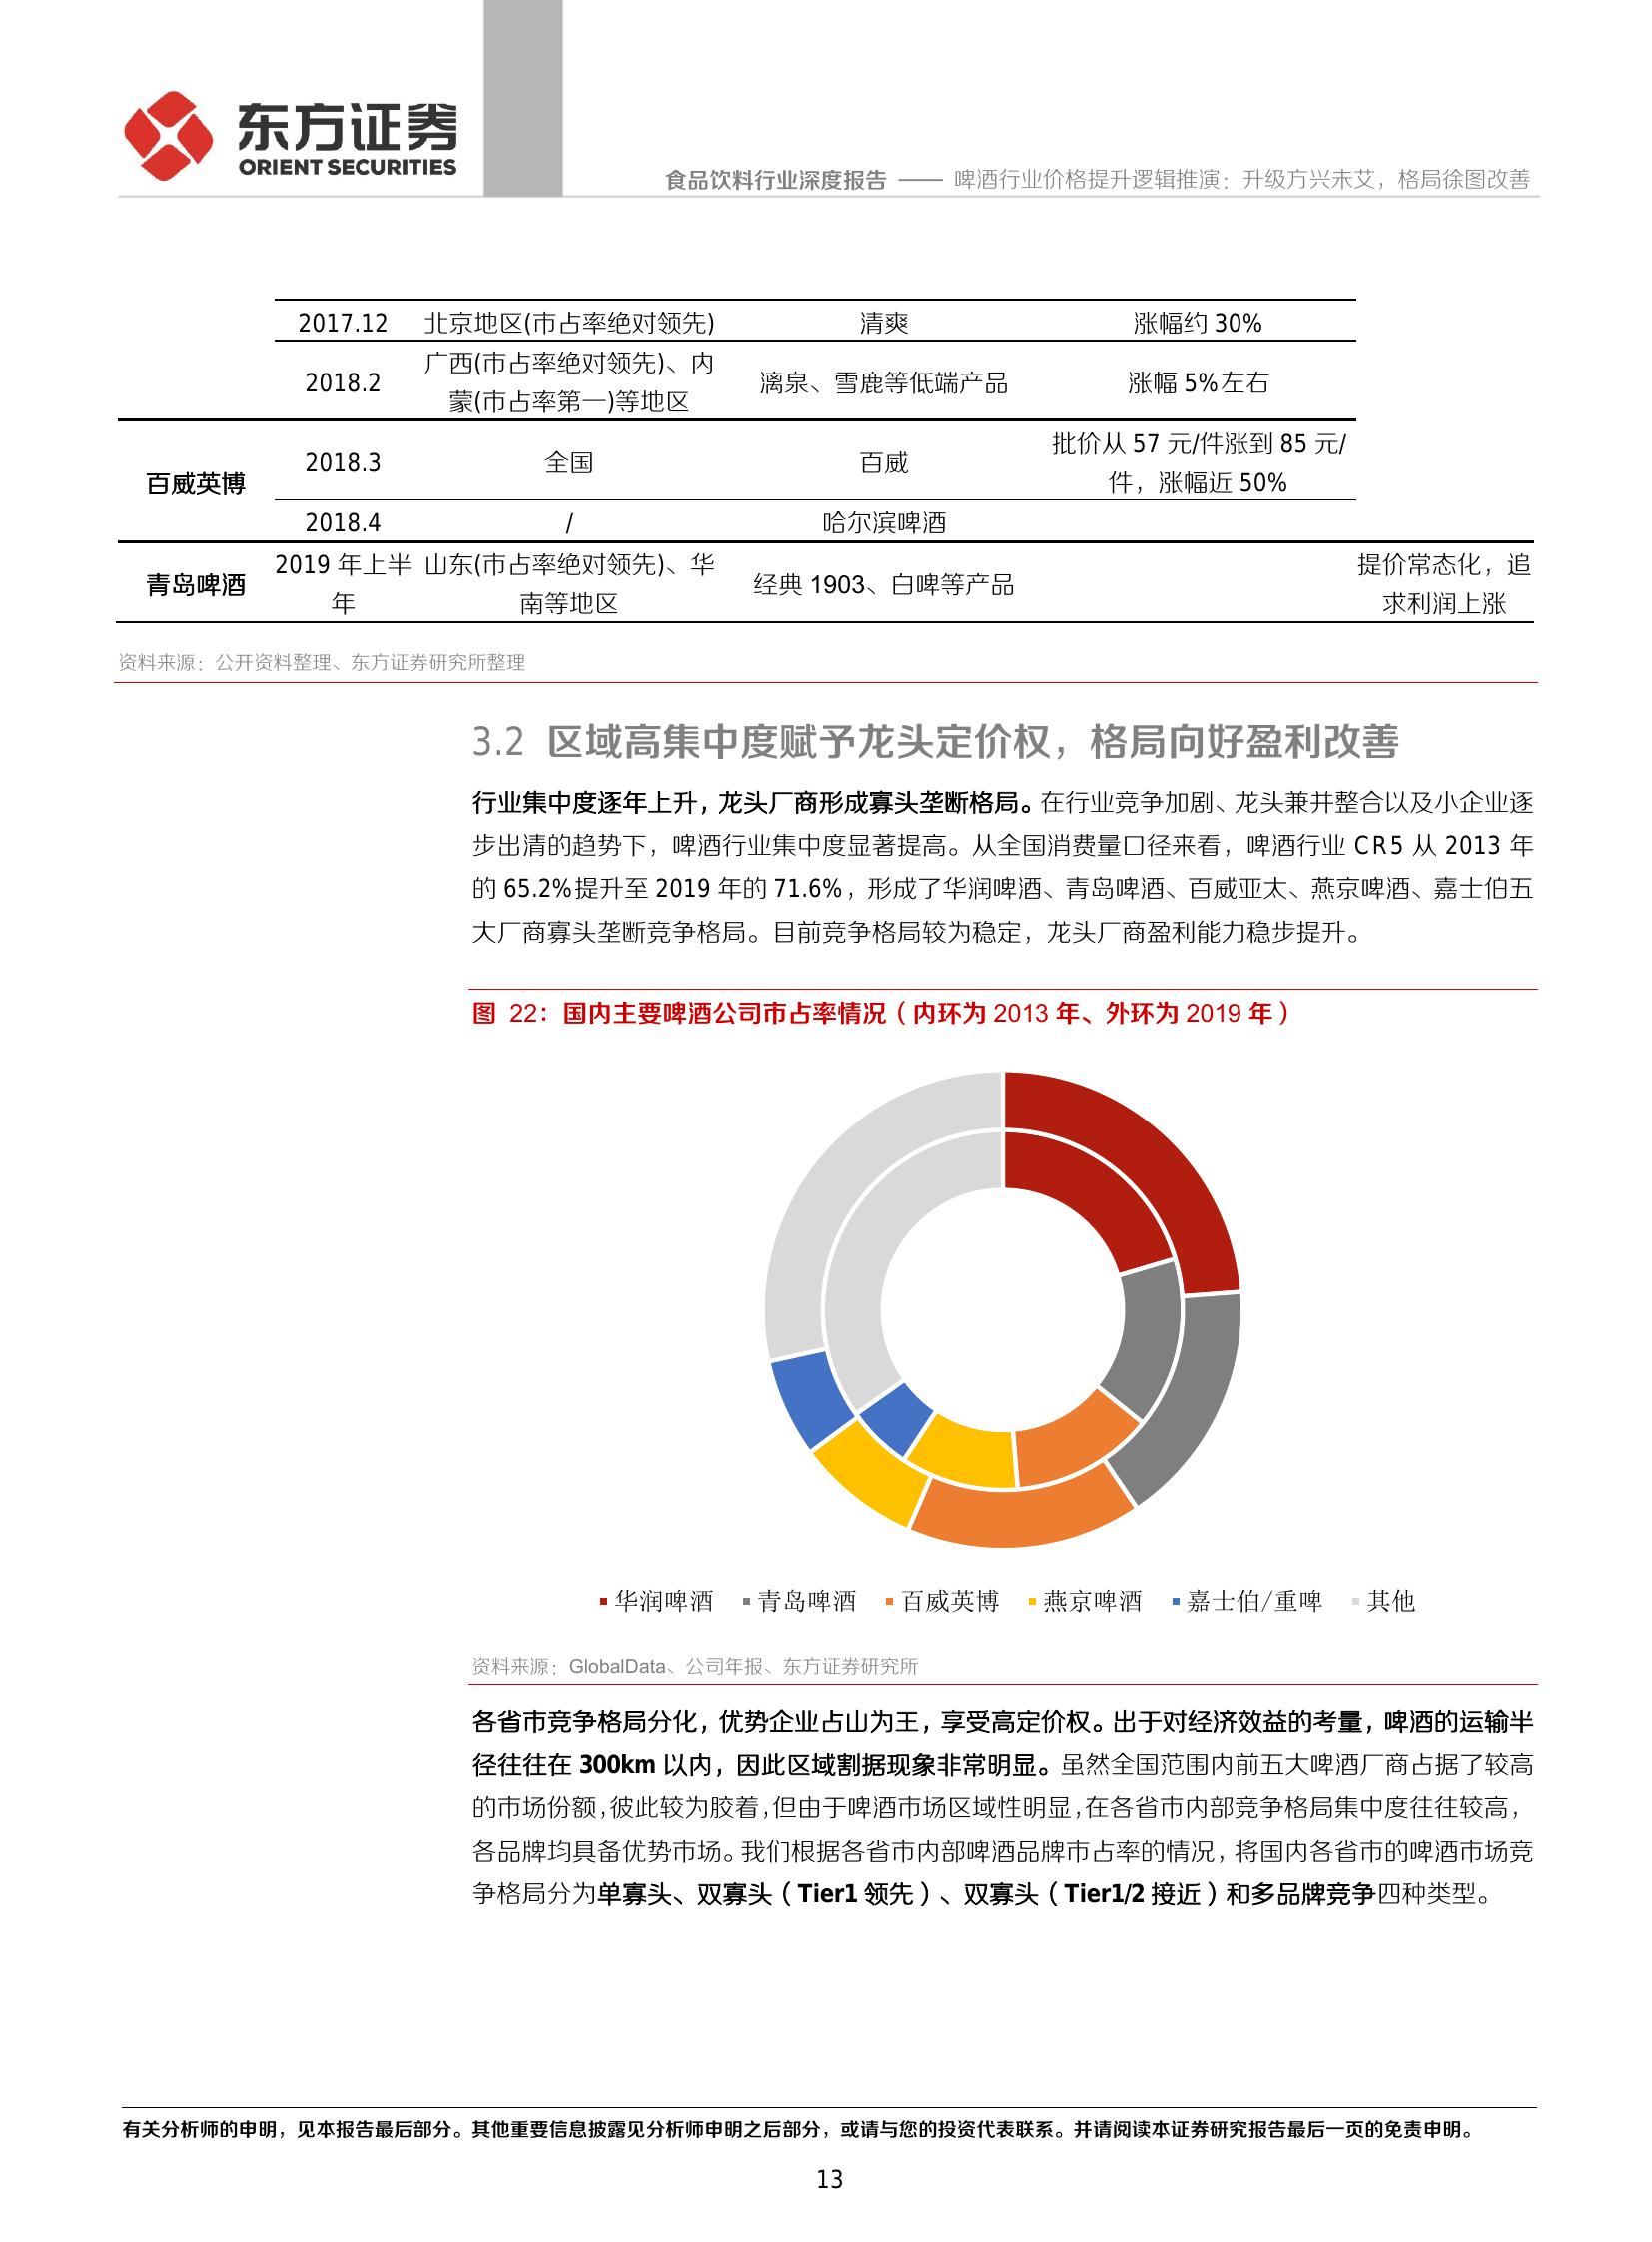 东方证券
ORIENT SECURITIES
食品饮料行业深度报告 —— 啤酒行业价格提升逻辑推演：升级方兴未艾，格局徐图改善
2017.12 北京地区(市占率绝对领先) 清爽 涨幅约 30%
2018.2 广西(市占率绝对领先)、内
蒙(市占率第一)等地区 漓泉、雪鹿等低端产品 涨幅 5%左右
百威英博 2018.3 全国 百威 批价从 57 元/件涨到 85 元/
件，涨幅近 50%
2018.4 / 哈尔滨啤酒
青岛啤酒 2019 年上半
年 山东(市占率绝对领先)、华
南等地区 经典 1903、白啤等产品 提价常态化，追
求利润上涨
资料来源：公开资料整理、东方证券研究所整理
3.2 区域高集中度赋予龙头定价权，格局向好盈利改善
行业集中度逐年上升，龙头厂商形成寡头垄断格局。在行业竞争加剧、龙头兼并整合以及小企业逐
步出清的趋势下，啤酒行业集中度显著提高。从全国消费量口径来看，啤酒行业 CR5 从 2013 年
的 65.2%提升至 2019 年的 71.6%，形成了华润啤酒、青岛啤酒、百威亚太、燕京啤酒、嘉士伯五
大厂商寡头垄断竞争格局。目前竞争格局较为稳定，龙头厂商盈利能力稳步提升。
图 22：国内主要啤酒公司市占率情况（内环为 2013 年、外环为 2019 年）
华润啤酒 青岛啤酒 百威英博 燕京啤酒 嘉士伯/重啤 其他
资料来源：GlobalData、公司年报、东方证券研究所
各省市竞争格局分化，优势企业占山为王，享受高定价权。出于对经济效益的考量，啤酒的运输半
径往往在 300km 以内，因此区域割据现象非常明显。虽然全国范围内前五大啤酒厂商占据了较高
的市场份额，彼此较为胶着，但由于啤酒市场区域性明显，在各省市内部竞争格局集中度往往较高，
各品牌均具备优势市场。我们根据各省市内部啤酒品牌市占率的情况，将国内各省市的啤酒市场竞
争格局分为单寡头、双寡头（Tier1 领先）、双寡头（Tier1/2 接近）和多品牌竞争四种类型。
有关分析师的申明，见本报告最后部分。其他重要信息披露见分析师申明之后部分，或请与您的投资代表联系。并请阅读本证券研究报告最后一页的免责申明。
13